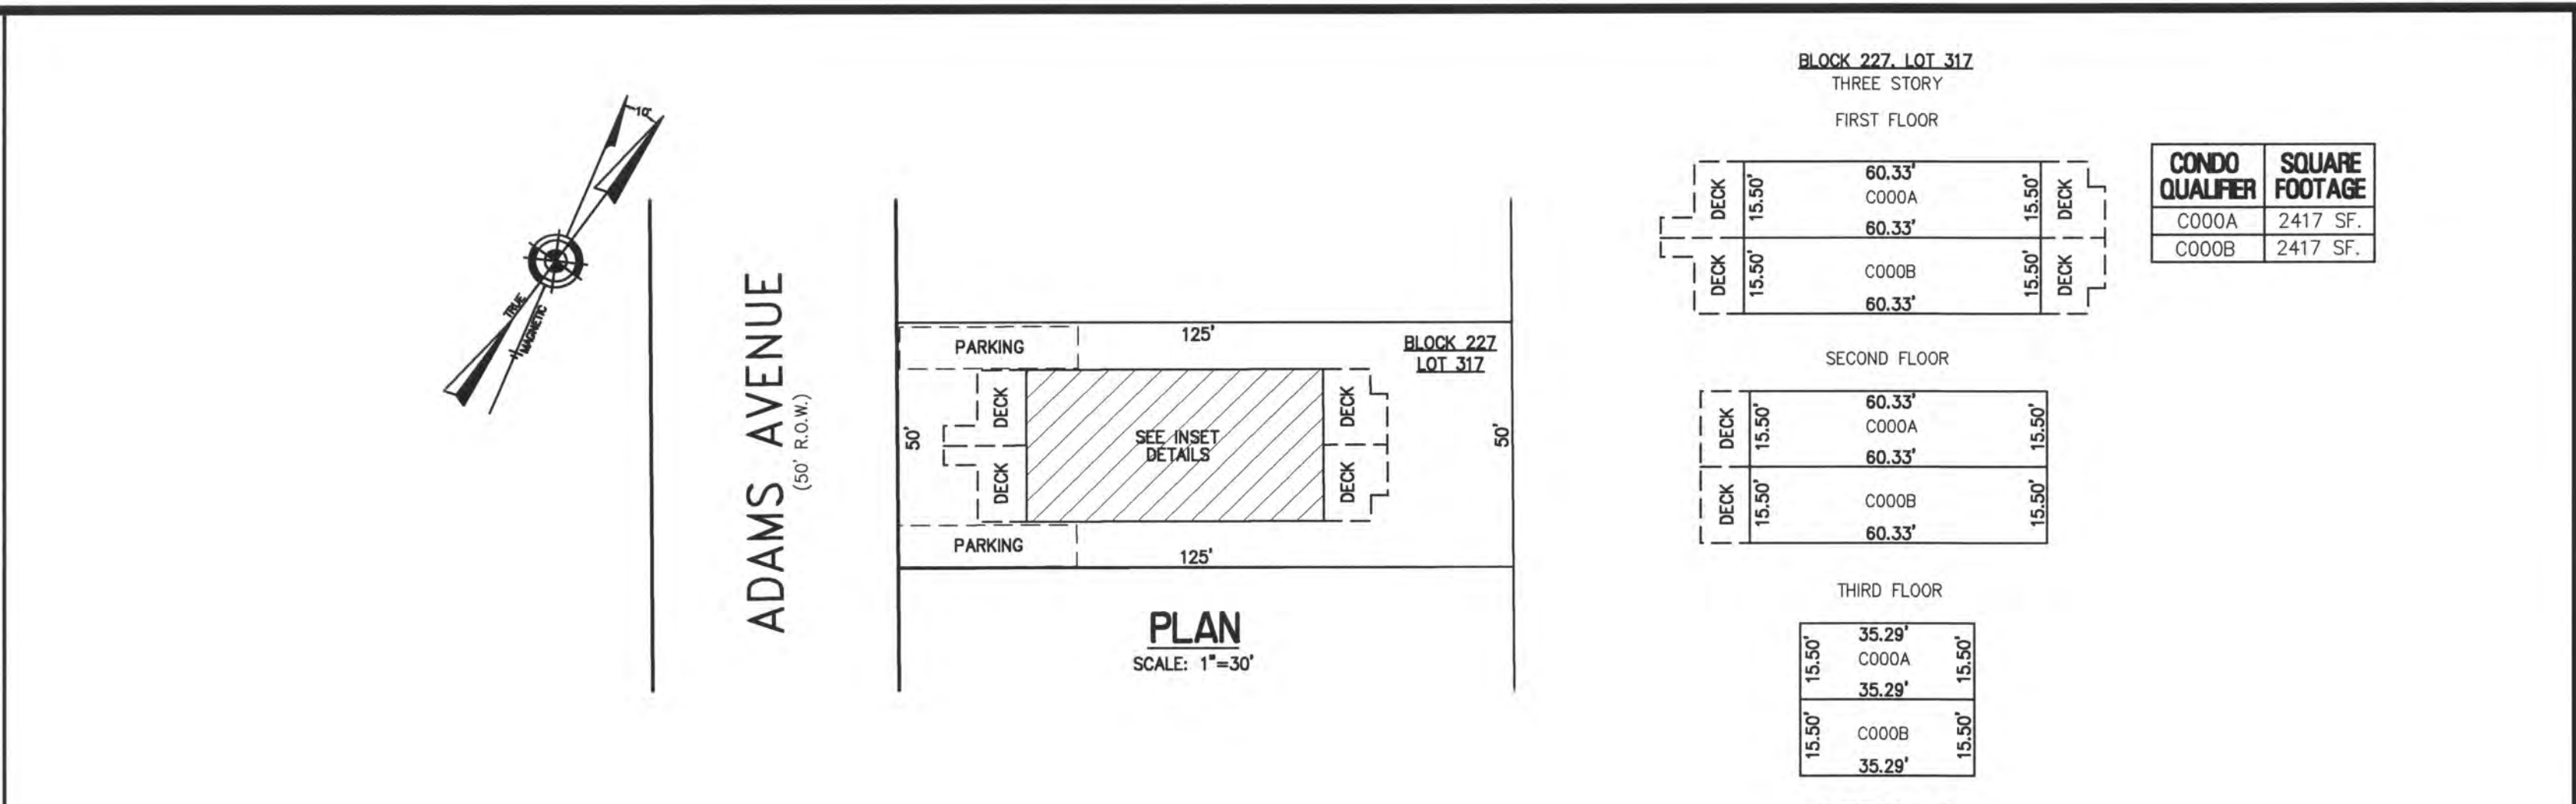 10°
TRUE
MAGNETIC
ADAMS AVENUE
(50' R.O.W.)
PARKING
125'
BLOCK 227
LOT 317
DECK
DECK
50'
SEE INSET
DETAILS
50'
DECK
DECK
PARKING
125'
PLAN
SCALE: 1"=30'
BLOCK 227, LOT 317
THREE STORY
FIRST FLOOR
DECK
15.50'
60.33'
C000A
60.33'
15.50'
DECK
DECK
15.50'
C000B
60.33'
15.50'
DECK
SECOND FLOOR
DECK
15.50'
60.33'
C000A
60.33'
15.50'
DECK
15.50'
C000B
60.33'
15.50'
THIRD FLOOR
15.50'
35.29'
C000A
35.29'
15.50'
15.50'
C000B
35.29'
15.50'
CONDO QUALIFIER SQUARE FOOTAGE
C000A 2417 SF.
C000B 2417 SF.